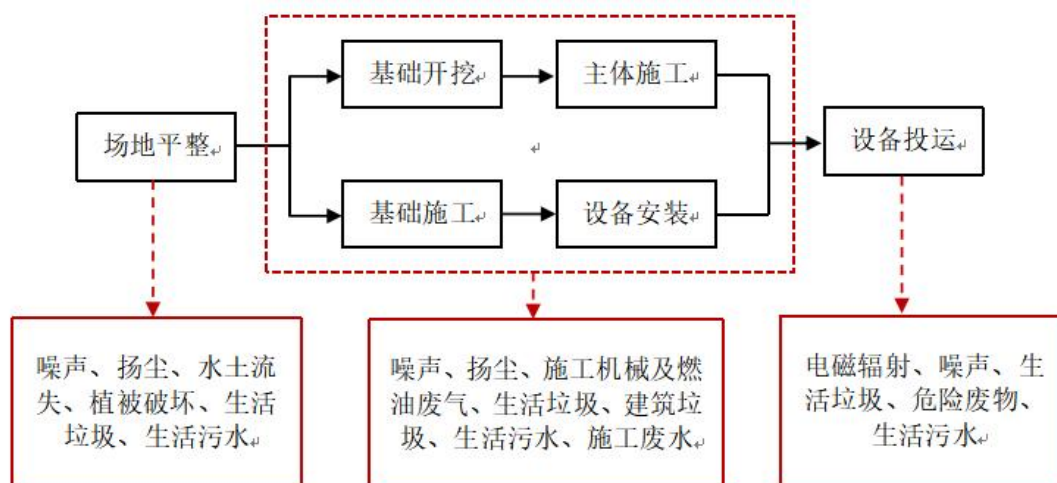 基础开挖
主体施工
场地平整
设备投运
基础施工
设备安装
噪声、扬尘、水土流
失、植被破坏、生活
垃圾、生活污水
噪声、扬尘、施工机械及燃
油废气、生活垃圾、建筑垃
圾、生活污水、施工废水
电磁辐射、噪声、生
活垃圾、危险废物、
生活污水